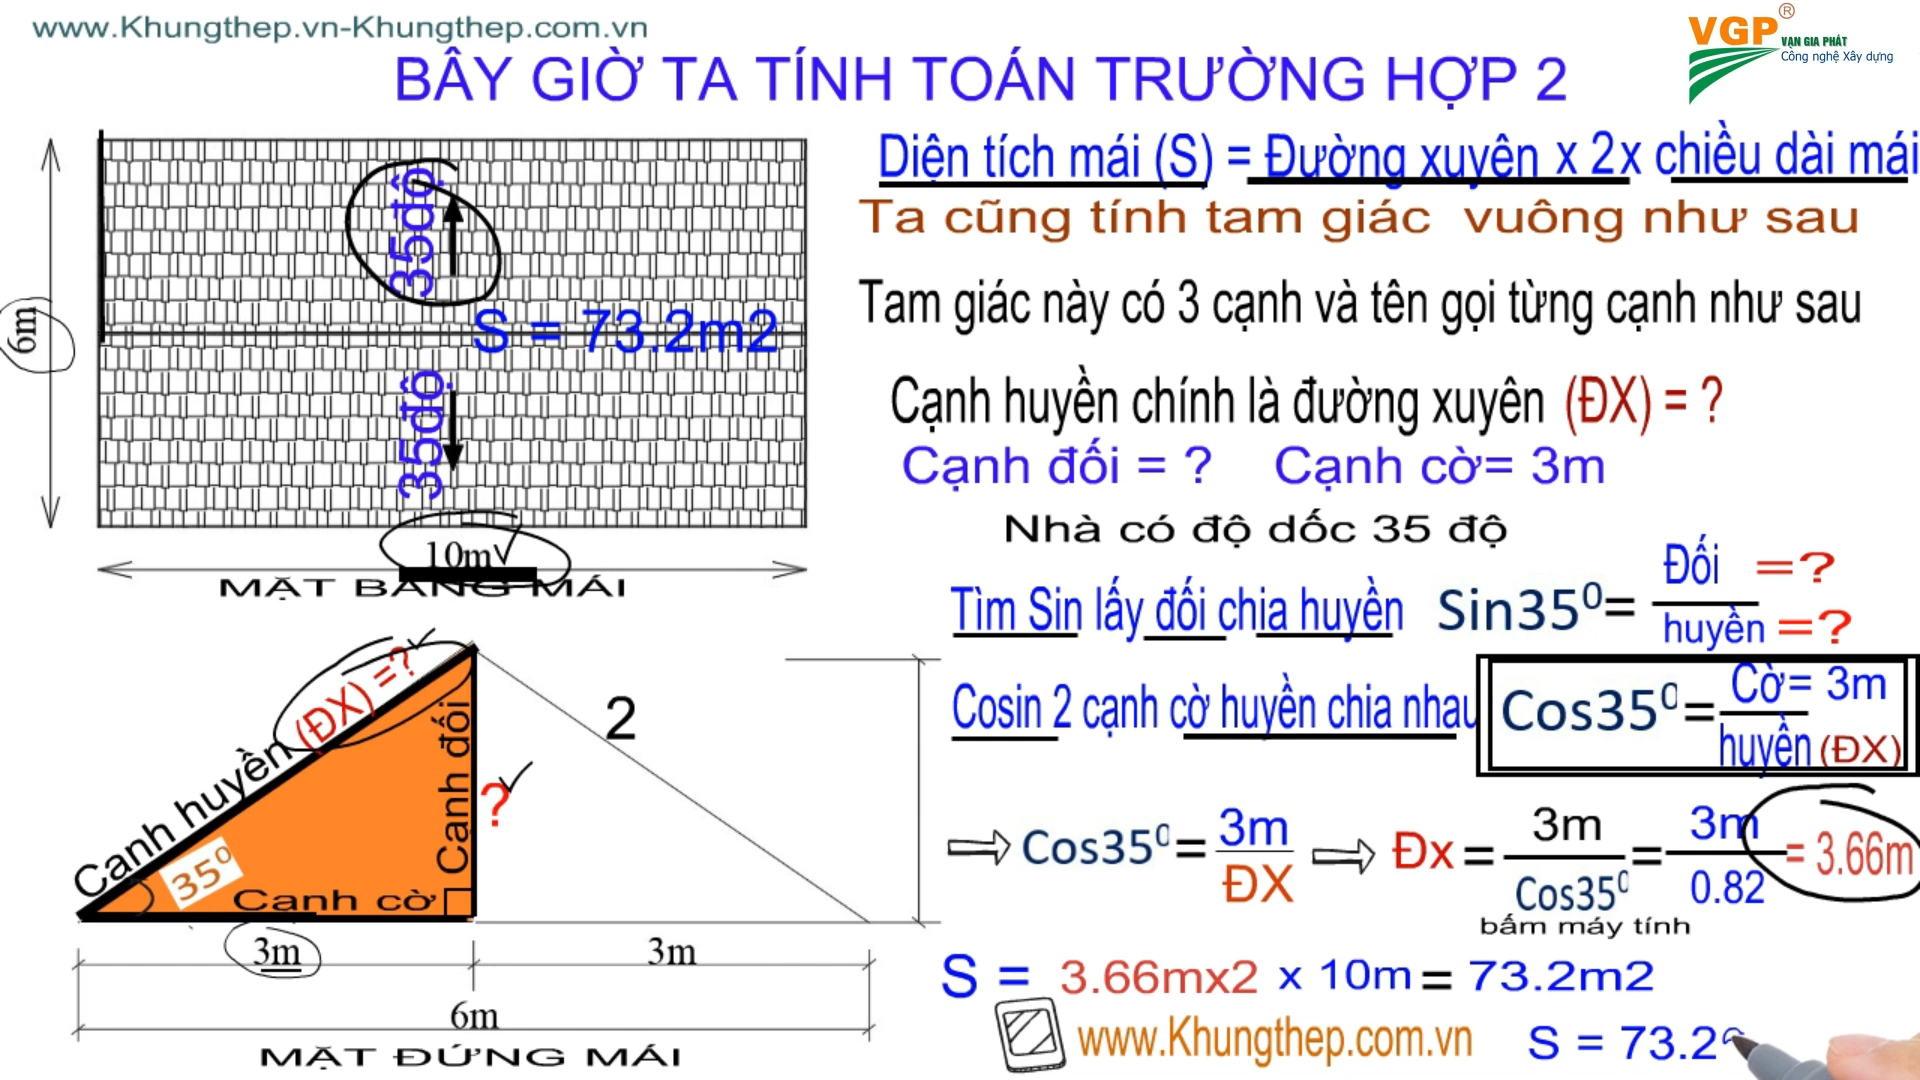 www.Khungthep.vn-Khungthep.com.vn
VGP®
VẠN GIA PHÁT
Công nghệ Xây dựng
BÂY GIỜ TA TÍNH TOÁN TRƯỜNG HỢP 2
6m
35độ
S = 73.2m2
35độ
10m
MẶT BẰNG MÁI
Diện tích mái (S) = Đường xuyên x 2x chiều dài mái
Ta cũng tính tam giác vuông như sau
Tam giác này có 3 cạnh và tên gọi từng cạnh như sau
Cạnh huyền chính là đường xuyên (ĐX) = ?
Cạnh đối = ? Cạnh cờ= 3m
Nhà có độ dốc 35 độ
Tìm Sin lấy đối chia huyền Sin35⁰= Đối =?
huyền =?
Cosin 2 cạnh cờ huyền chia nhau Cos35⁰= Cờ= 3m
huyền (ĐX)
⇒ Cos35⁰ = 3m
ĐX
⇒ Đx = 3m
Cos35⁰
= 3m
0.82
= 3.66m
bấm máy tính
S = 3.66mx2 x 10m = 73.2m2
www.Khungthep.com.vn
S = 73.2
Cạnh huyền (ĐX) =?
Cạnh đối
?
2
35⁰
Cạnh cờ
3m
3m
6m
MẶT ĐỨNG MÁI